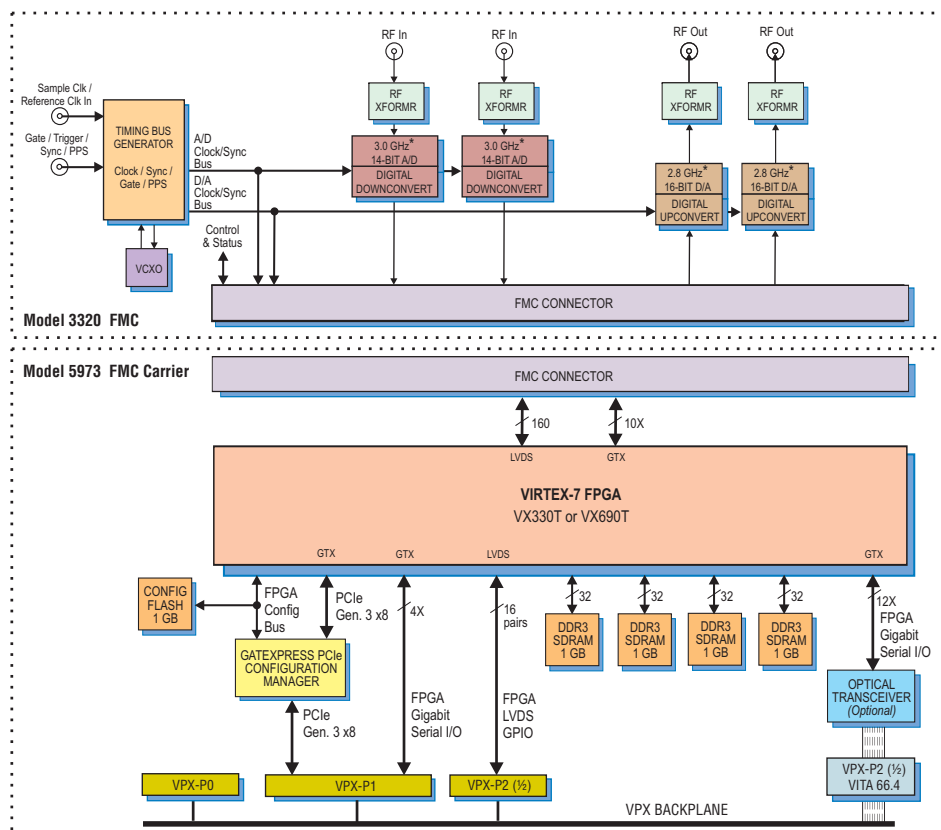 RF In
RF In
RF Out
RF Out
Sample Clk /
Reference Clk In
RF
XFORMR
RF
XFORMR
RF
XFORMR
RF
XFORMR
TIMING BUS
GENERATOR
Clock / Sync
/ Gate / PPS
Gate / Trigger /
Sync / PPS
A/D
Clock/Sync
Bus
D/A
Clock/Sync
Bus
3.0 GHz*
14-BIT A/D
DIGITAL
DOWNCONVERT
3.0 GHz*
14-BIT A/D
DIGITAL
DOWNCONVERT
2.8 GHz*
16-BIT D/A
DIGITAL
UPCONVERT
2.8 GHz*
16-BIT D/A
DIGITAL
UPCONVERT
Control
& Status
VCXO
FMC CONNECTOR
Model 3320 FMC
Model 5973 FMC Carrier
FMC CONNECTOR
160
10X
LVDS
GTX
VIRTEX-7 FPGA
VX330T or VX690T
GTX
GTX
LVDS
GTX
CONFIG
FLASH
1 GB
FPGA
Config
Bus
PCIe
Gen. 3 x8
4X
16
pairs
32
32
32
32
12X
FPGA
Gigabit
Serial I/O
DDR3
SDRAM
1 GB
DDR3
SDRAM
1 GB
DDR3
SDRAM
1 GB
DDR3
SDRAM
1 GB
GATEXPRESS PCIe
CONFIGURATION
MANAGER
OPTICAL
TRANSCEIVER
(Optional)
PCIe
Gen. 3 x8
FPGA
Gigabit
Serial I/O
FPGA
LVDS
GPIO
VPX-P0
VPX-P1
VPX-P2 (½)
VPX-P2 (½)
VITA 66.4
VPX BACKPLANE